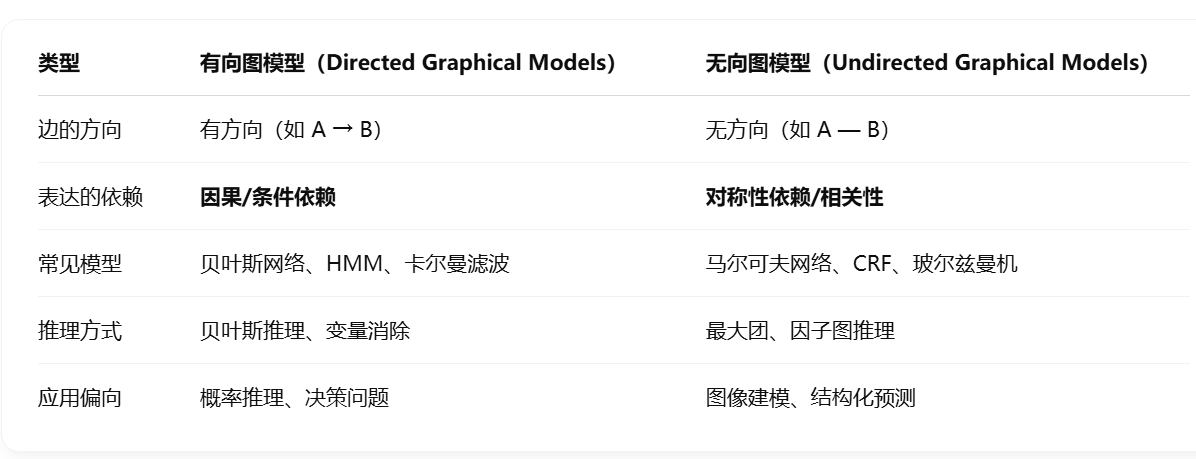 类型 有向图模型（Directed Graphical Models） 无向图模型（Undirected Graphical Models）
边的方向 有方向（如 A → B） 无方向（如 A — B）
表达的依赖 因果/条件依赖 对称性依赖/相关性
常见模型 贝叶斯网络、HMM、卡尔曼滤波 马尔可夫网络、CRF、玻尔兹曼机
推理方式 贝叶斯推理、变量消除 最大团、因子图推理
应用偏向 概率推理、决策问题 图像建模、结构化预测